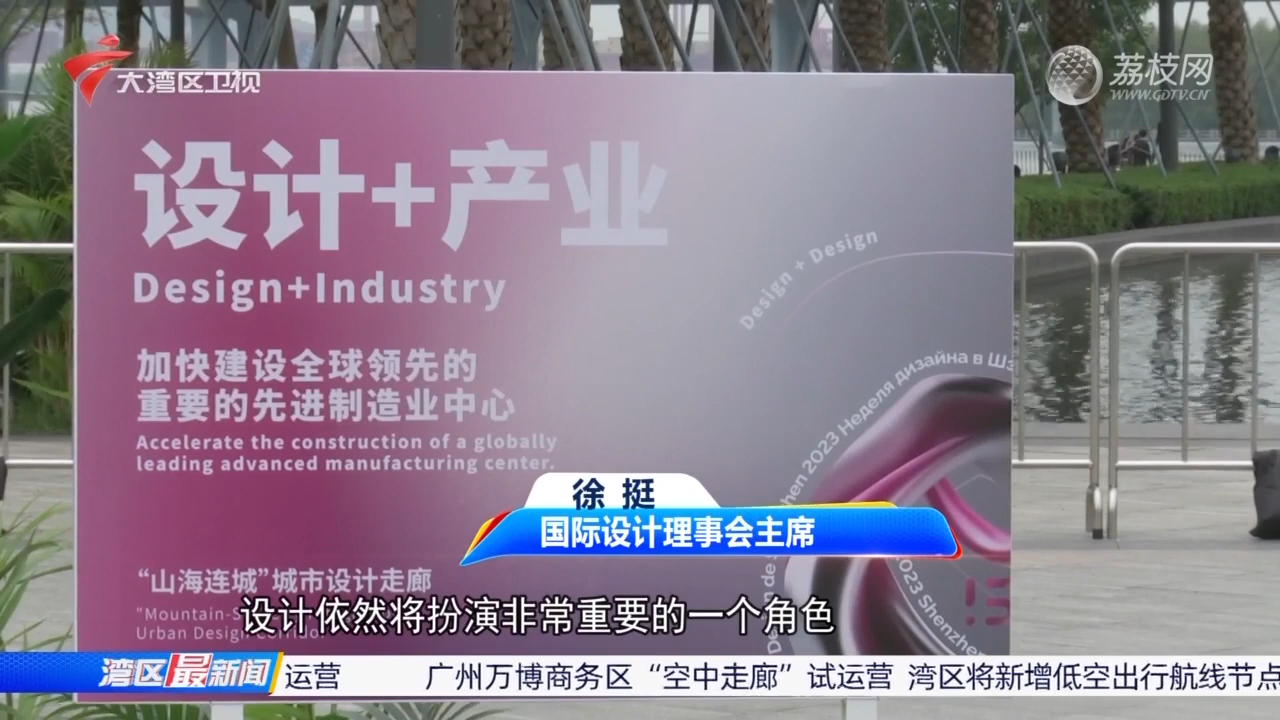 大湾区卫视
荔枝网
WWW.GDTV.CN
设计+产业
Design+Industry
Design + Design
加快建设全球领先的
重要的先进制造业中心
Accelerate the construction of a globally
leading advanced manufacturing center.
2023 Неделя дизайна в
2023 Shenzhen
徐 挺
国际设计理事会主席
“山海连城”城市设计走廊
Urban Design
设计依然将扮演非常重要的一个角色
湾区最新闻
运营 广州万博商务区“空中走廊”试运营 湾区将新增低空出行航线节点